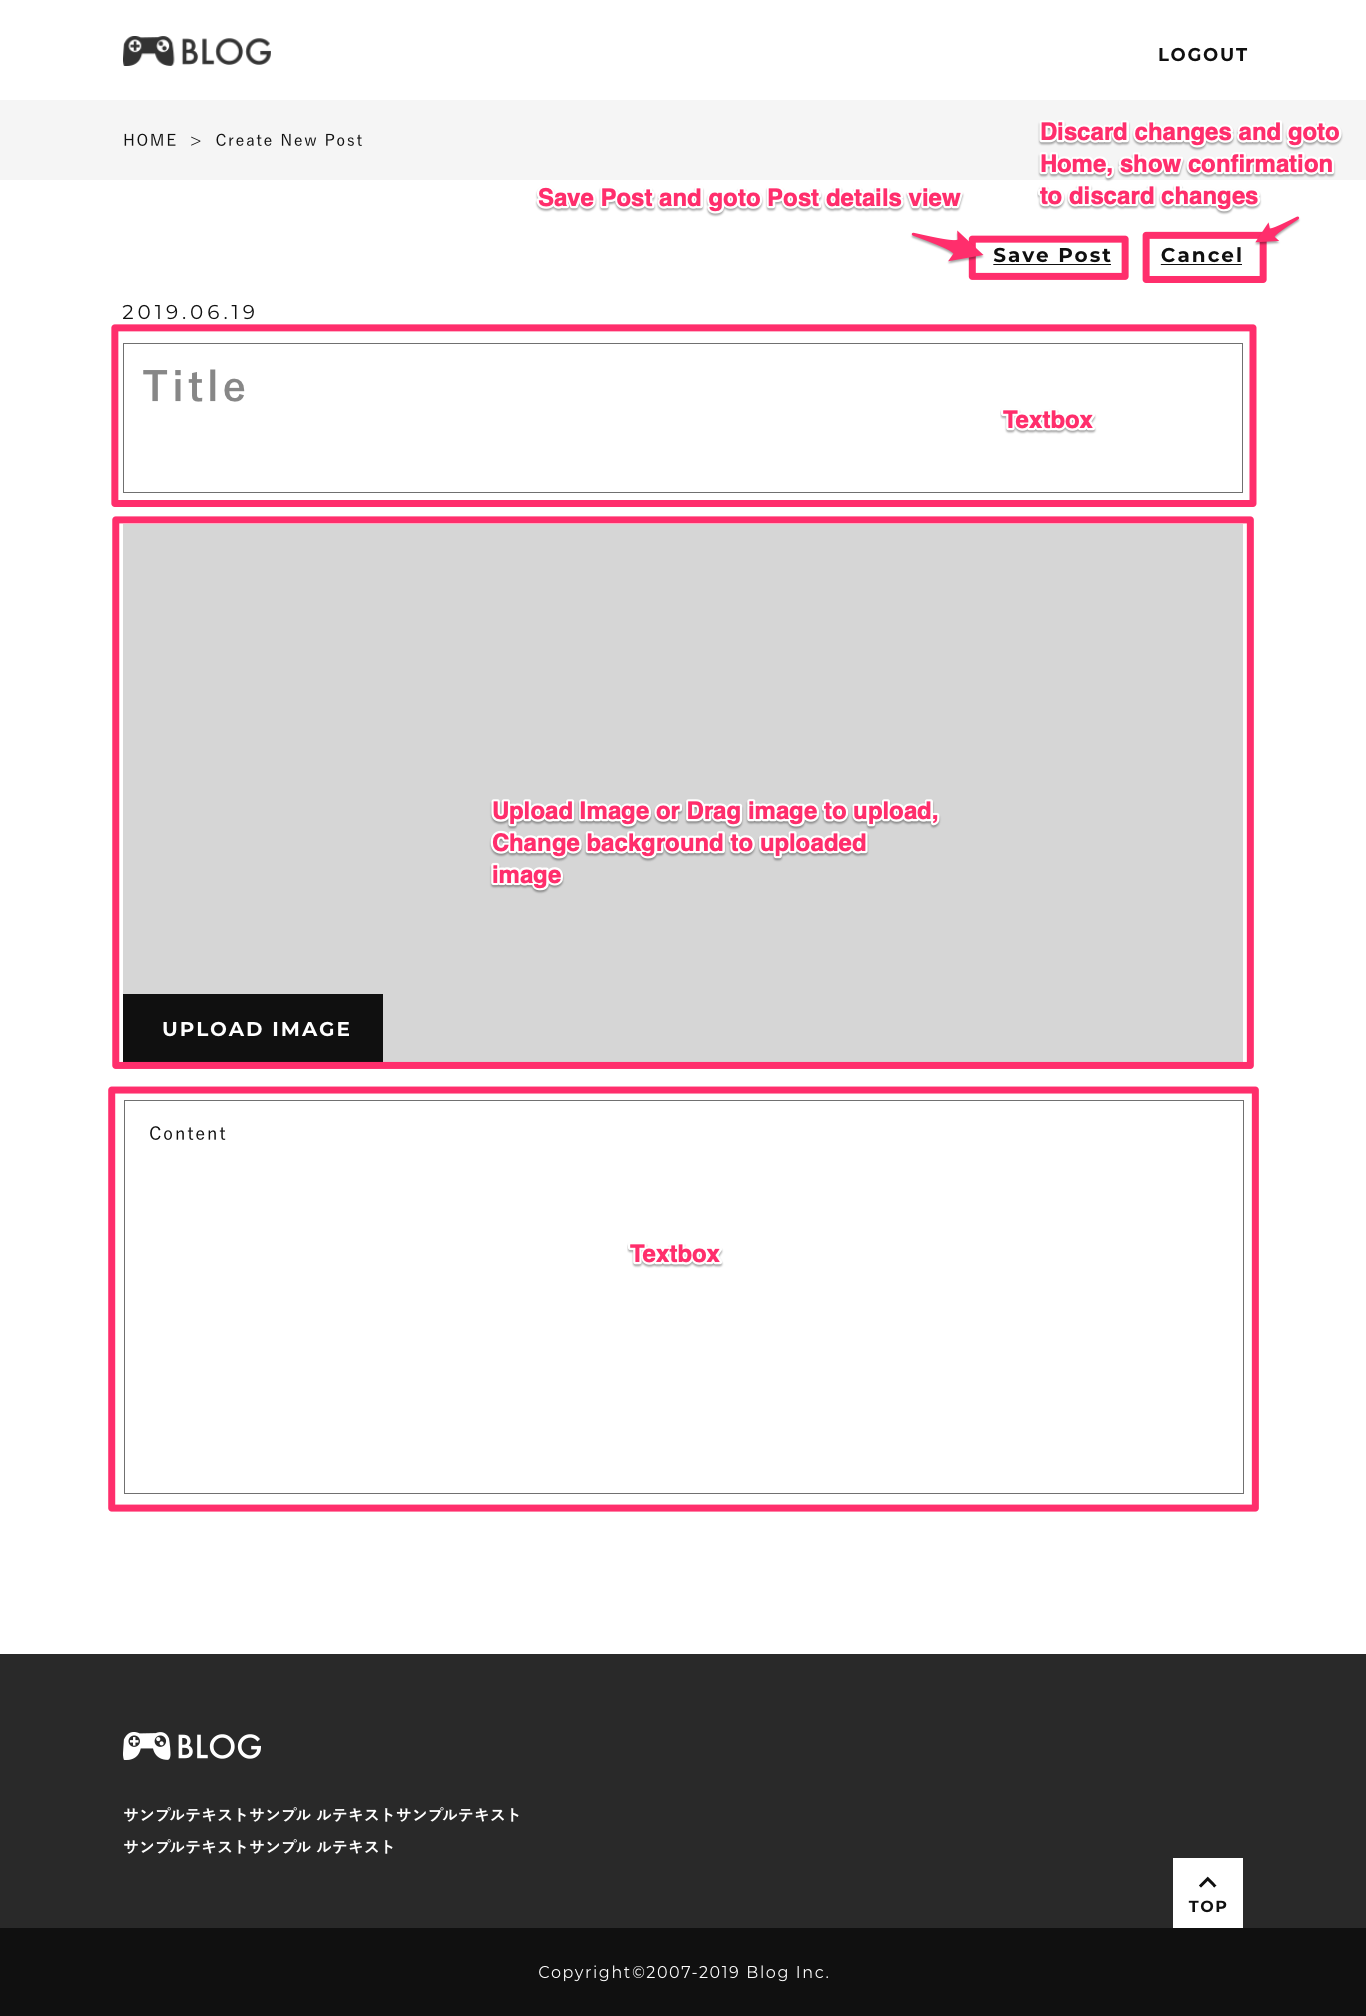 BLOG
LOGOUT
HOME > Create New Post
Discard changes and goto
Home, show confirmation
to discard changes
Save Post and goto Post details view
Save Post
Cancel
2019.06.19
Title
Textbox
Upload Image or Drag image to upload,
Change background to uploaded
image
UPLOAD IMAGE
Content
Textbox
BLOG
サンプルテキストサンプル ルテキストサンプルテキスト
サンプルテキストサンプル ルテキスト
TOP
Copyright©2007-2019 Blog Inc.